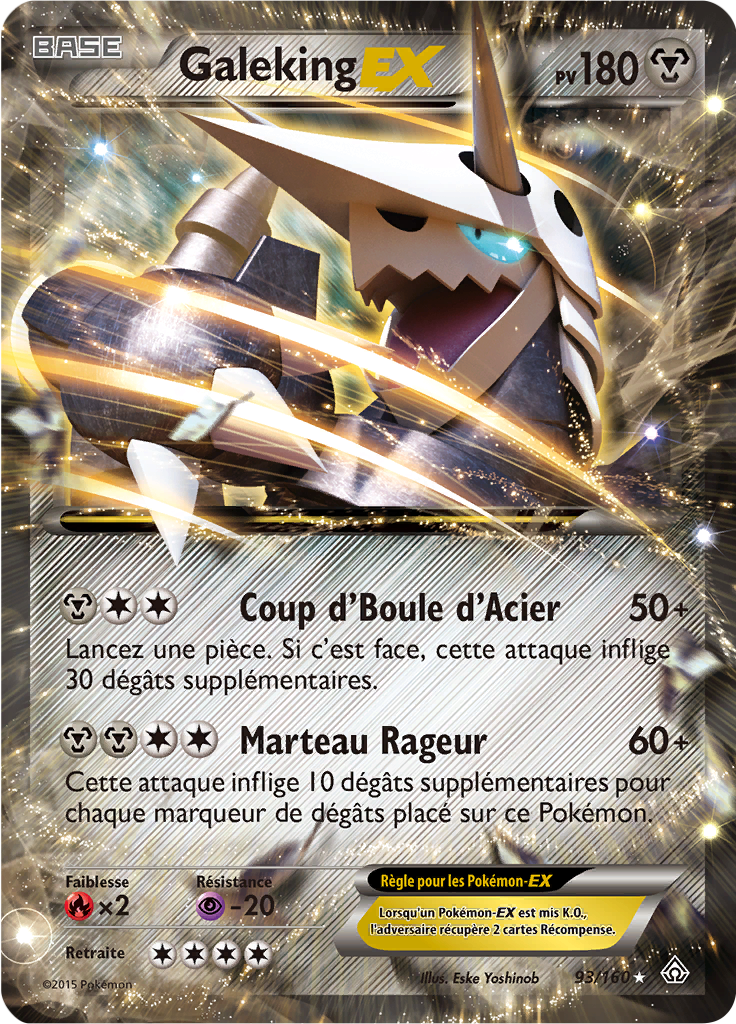 BASE
Galeking EX
PV 180
Coup d'Boule d'Acier 50+
Lancez une pièce. Si c'est face, cette attaque inflige
30 dégâts supplémentaires.
Marteau Rageur 60+
Cette attaque inflige 10 dégâts supplémentaires pour
chaque marqueur de dégâts placé sur ce Pokémon.
Faiblesse
×2
Résistance
-20
Retraite
Règle pour les Pokémon-EX
Lorsqu'un Pokémon-EX est mis K.O.,
l'adversaire récupère 2 cartes Récompense.
©2015 Pokémon
Illus. Eske Yoshinob
93/160